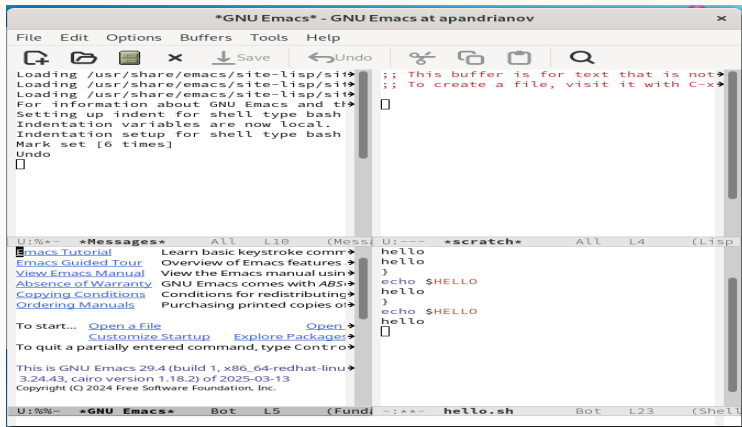 *GNU Emacs* - GNU Emacs at apandrianov
File Edit Options Buffers Tools Help
Save Undo
Loading /usr/share/emacs/site-lisp/sit
Loading /usr/share/emacs/site-lisp/sit
Loading /usr/share/emacs/site-lisp/sit
For information about GNU Emacs and th
Setting up indent for shell type bash
Indentation variables are now local.
Indentation setup for shell type bash
Mark set [6 times]
Undo
U:%*- *Messages* All L10 (Mess
;; This buffer is for text that is not
;; To create a file, visit it with C-x
U:--- *scratch* All L4 (Lisp
Emacs Tutorial Learn basic keystroke comm
Emacs Guided Tour Overview of Emacs features
View Emacs Manual View the Emacs manual usin
Absence of Warranty GNU Emacs comes with ABS
Copying Conditions Conditions for redistributing
Ordering Manuals Purchasing printed copies o
To start... Open a File Open
Customize Startup Explore Packages
To quit a partially entered command, type Contro
This is GNU Emacs 29.4 (build 1, x86_64-redhat-linu
3.24.43, cairo version 1.18.2) of 2025-03-13
Copyright (C) 2024 Free Software Foundation, Inc.
U:%%- *GNU Emacs* Bot L5 (Fund
hello
hello
}
echo $HELLO
hello
}
echo $HELLO
hello
-:**- hello.sh Bot L23 (Shell